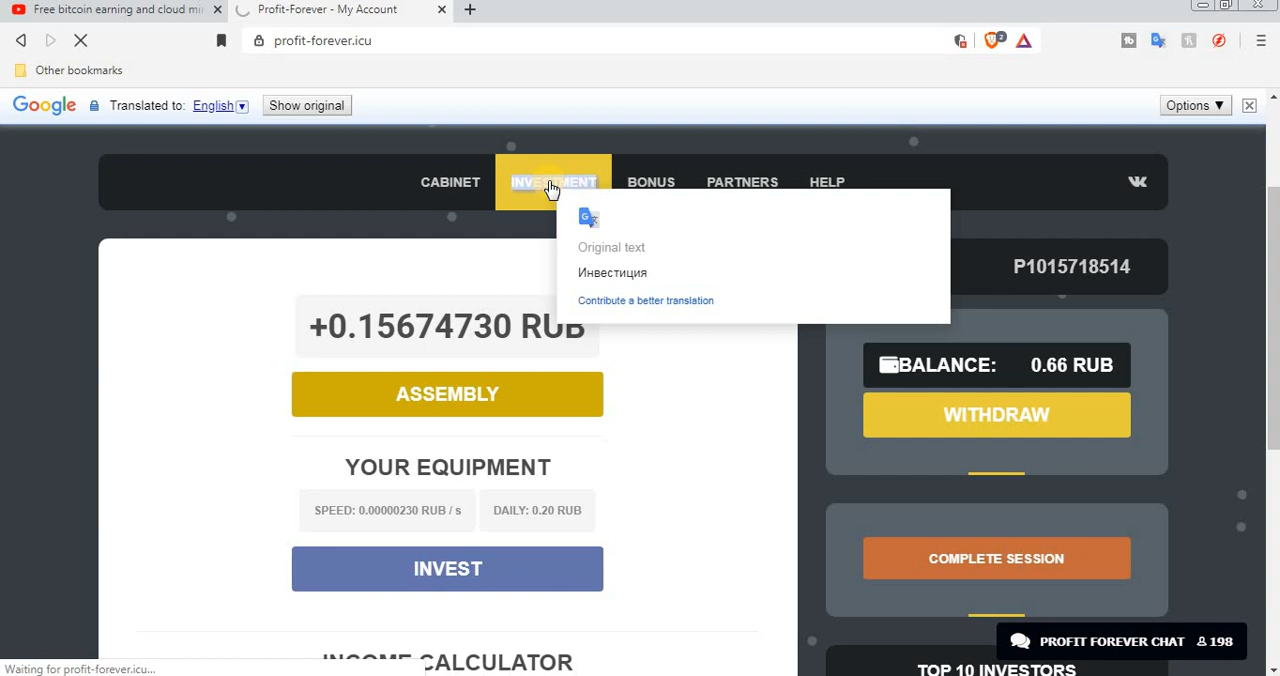 Free bitcoin earning and cloud mi
Profit-Forever - My Account
profit-forever.icu
Other bookmarks
Google Translated to: English Show original Options ▼
CABINET INVESTMENT BONUS PARTNERS HELP
Original text
Инвестиция
Contribute a better translation
P1015718514
+0.15674730 RUB
BALANCE: 0.66 RUB
ASSEMBLY
WITHDRAW
YOUR EQUIPMENT
SPEED: 0.00000230 RUB / s DAILY: 0.20 RUB
INVEST
COMPLETE SESSION
PROFIT FOREVER CHAT 198
INCOME CALCULATOR
TOP 10 INVESTORS
Waiting for profit-forever.icu...